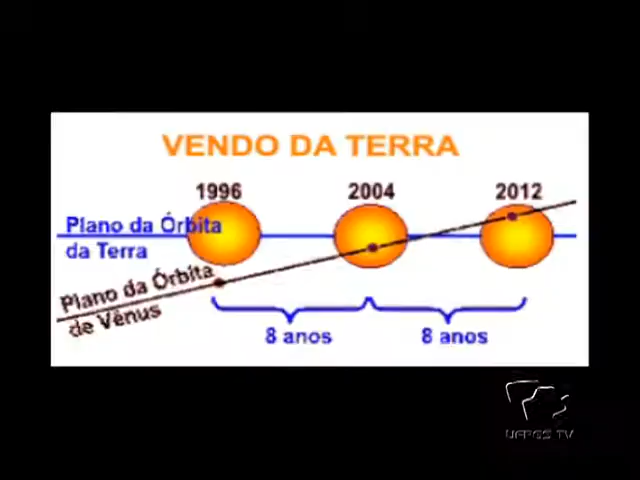 VENDO DA TERRA
1996 2004 2012
Plano da Órbita
da Terra
Plano da Órbita
de Vênus
8 anos 8 anos
UFRGS TV